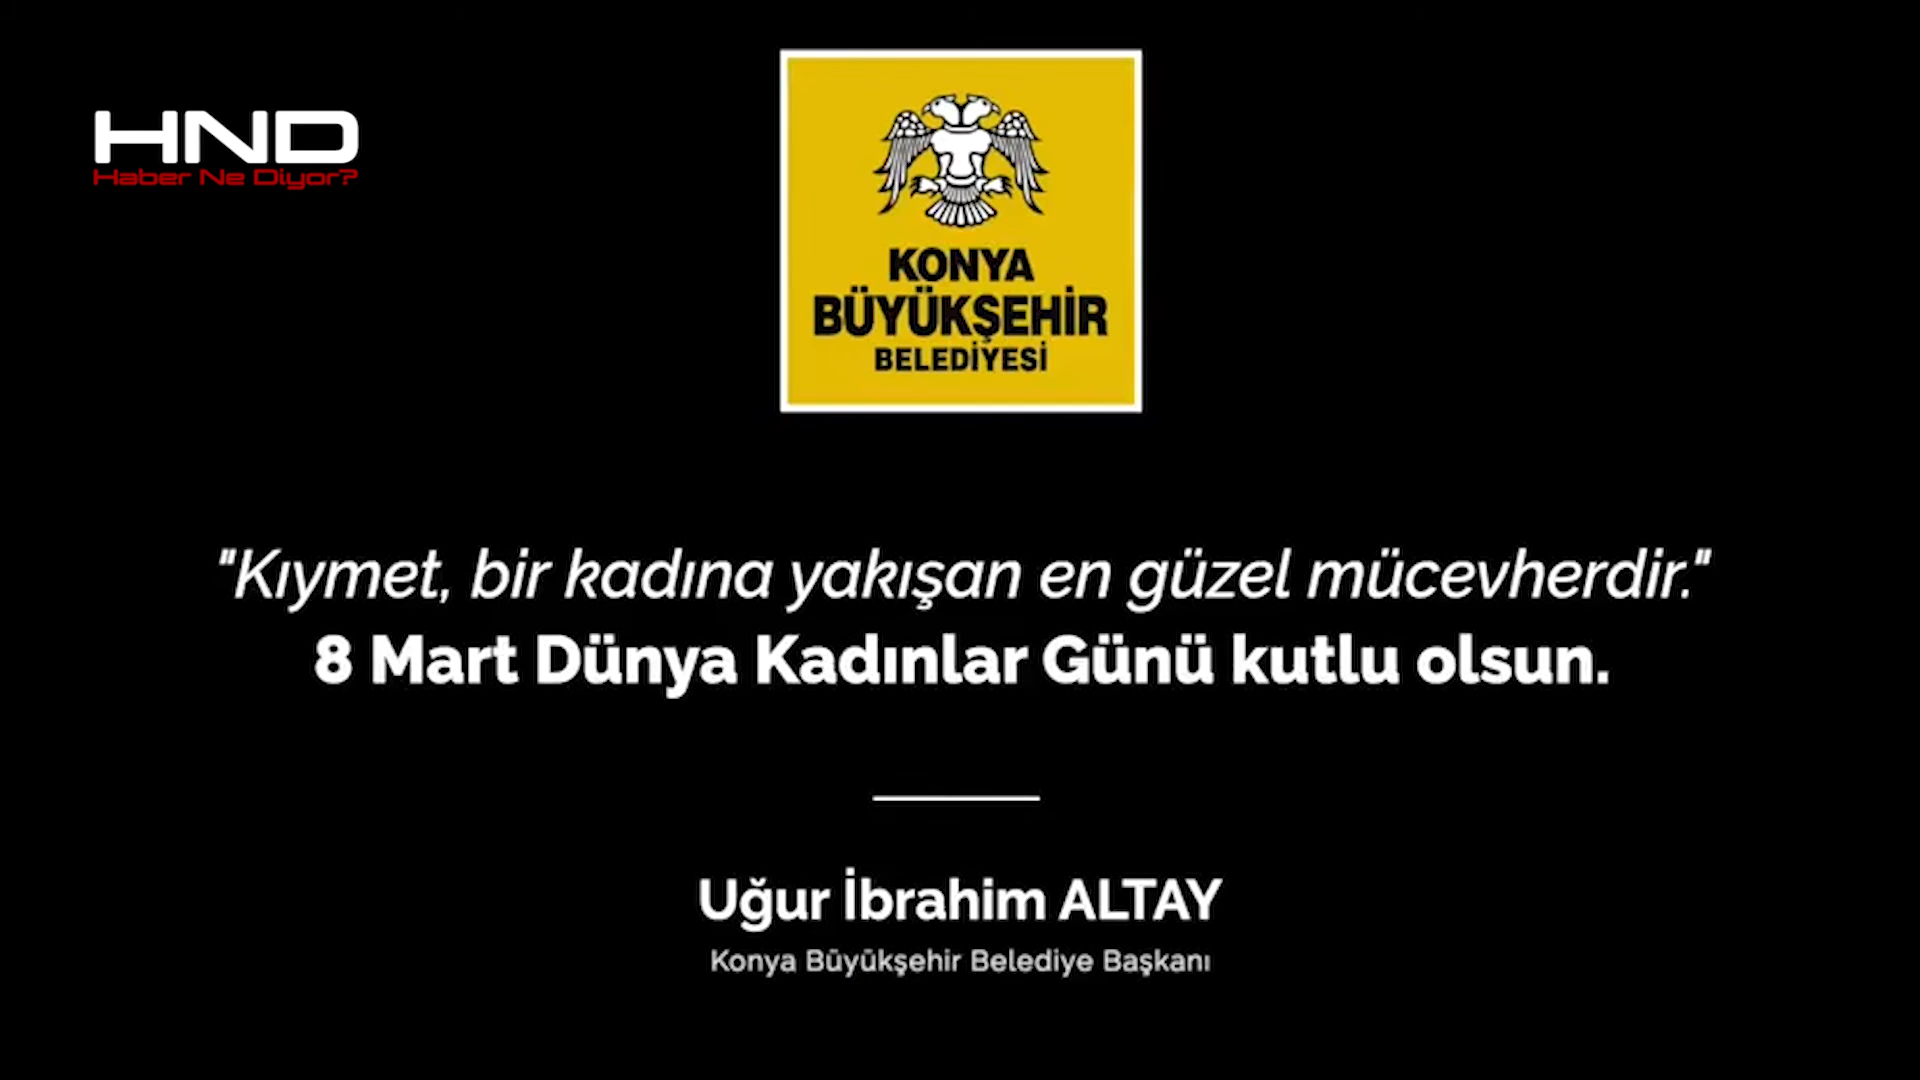 HND
Haber Ne Diyor?
KONYA
BÜYÜKŞEHİR
BELEDİYESİ
"Kıymet, bir kadına yakışan en güzel mücevherdir."
8 Mart Dünya Kadınlar Günü kutlu olsun.
Uğur İbrahim ALTAY
Konya Büyükşehir Belediye Başkanı